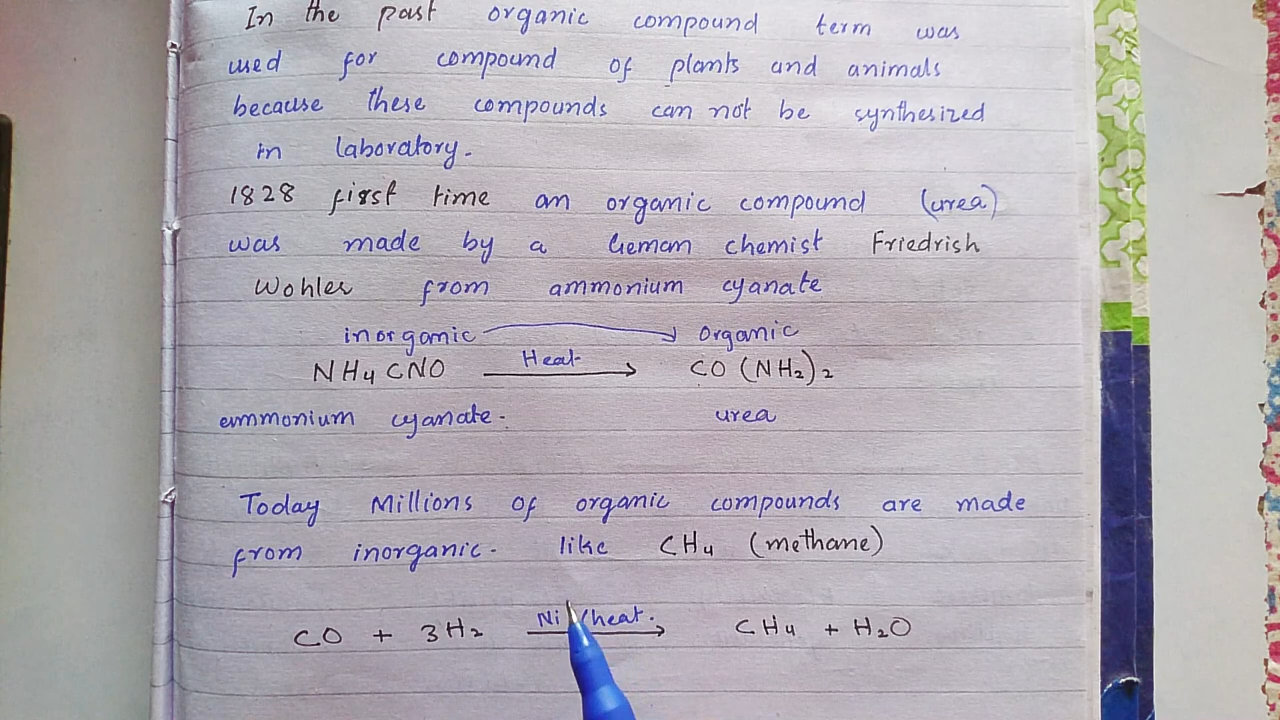 In the past organic compound term was
used for compound of plants and animals
because these compounds can not be synthesized
in laboratory.
1828 first time an organic compound (urea)
was made by a German chemist Friedrish
Wohler from ammonium cyanate
inorganic → organic
NH₄CNO Heat → CO(NH₂)₂
ammonium cyanate. urea
Today Millions of organic compounds are made
from inorganic. like CH₄ (methane)
CO + 3H₂ Ni/heat. → CH₄ + H₂O